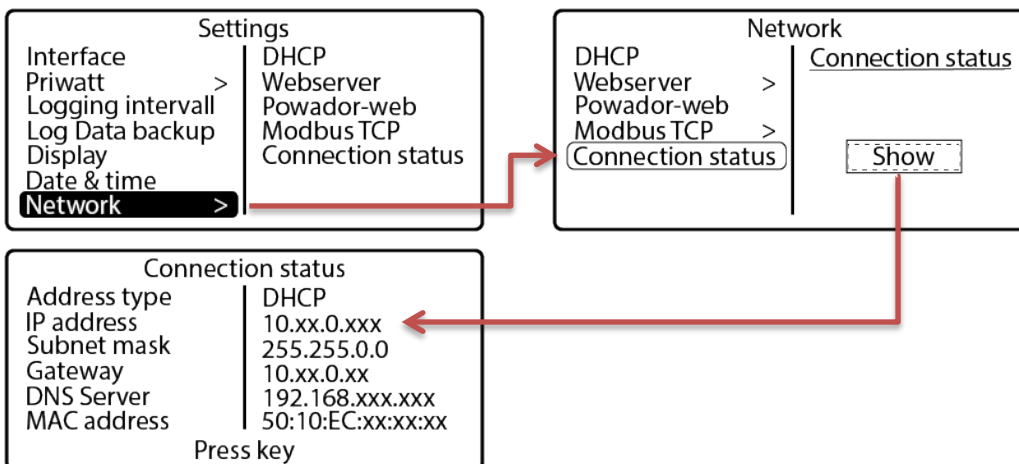 Settings
Interface
Priwatt >
Logging intervall
Log Data backup
Display
Date & time
Network >
DHCP
Webserver
Powador-web
Modbus TCP
Connection status
Network
DHCP
Webserver >
Powador-web
Modbus TCP >
Connection status
Connection status
Show
Connection status
Address type DHCP
IP address 10.xx.0.xxx
Subnet mask 255.255.0.0
Gateway 10.xx.0.xx
DNS Server 192.168.xxx.xxx
MAC address 50:10:EC:xx:xx:xx
Press key